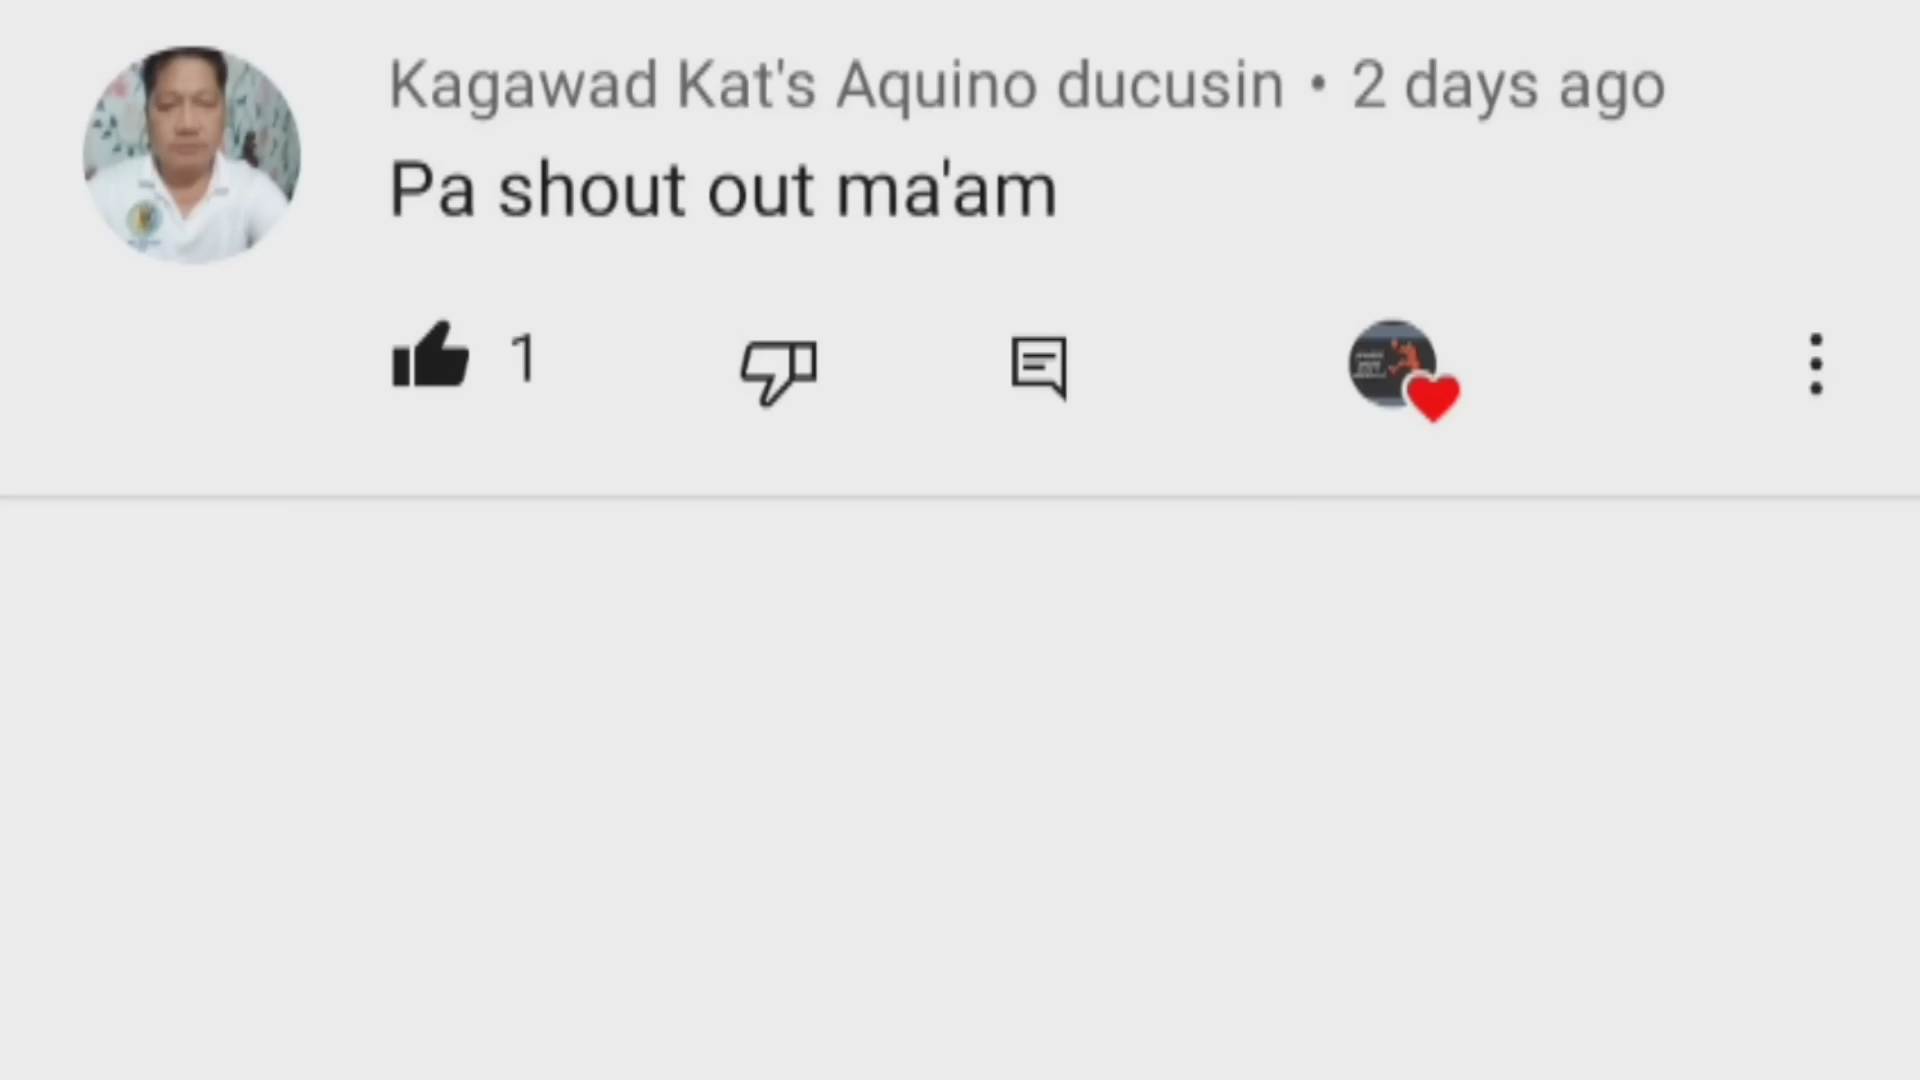 Kagawad Kat's Aquino ducusin • 2 days ago
Pa shout out ma'am
1